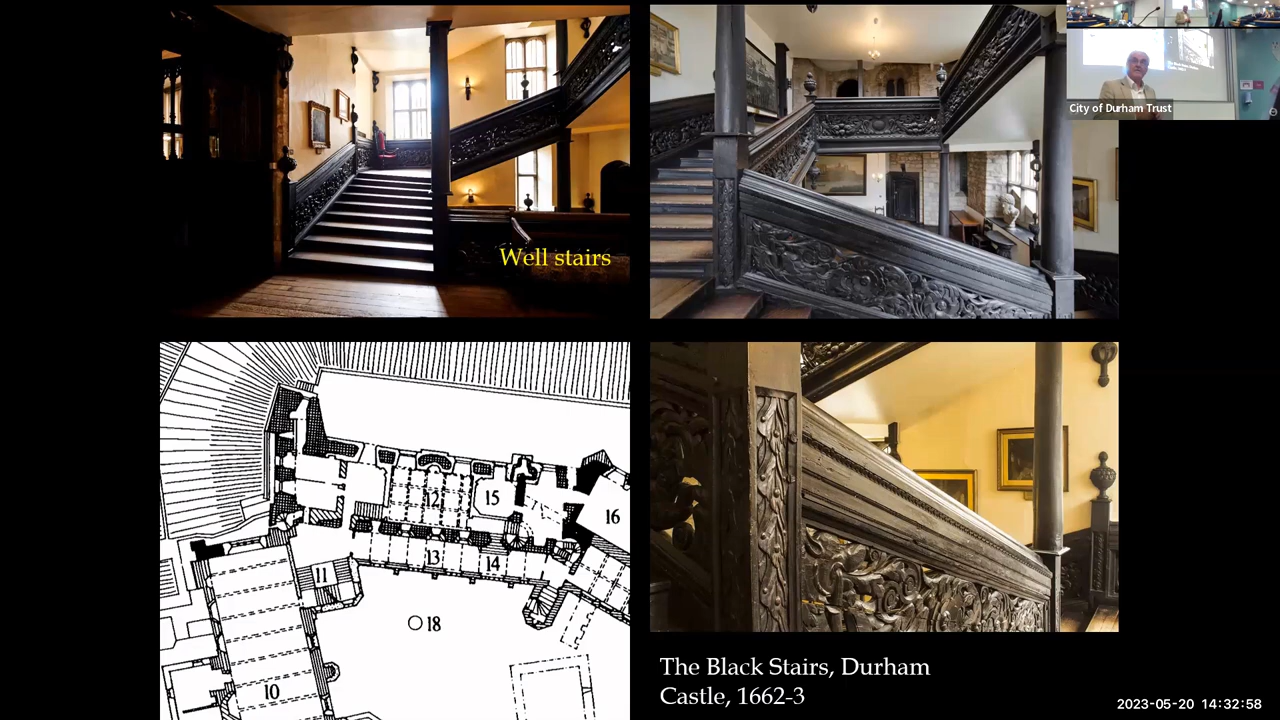 City of Durham Trust
Well stairs
12
15
16
13
14
11
18
10
The Black Stairs, Durham
Castle, 1662-3
2023-05-20 14:32:58